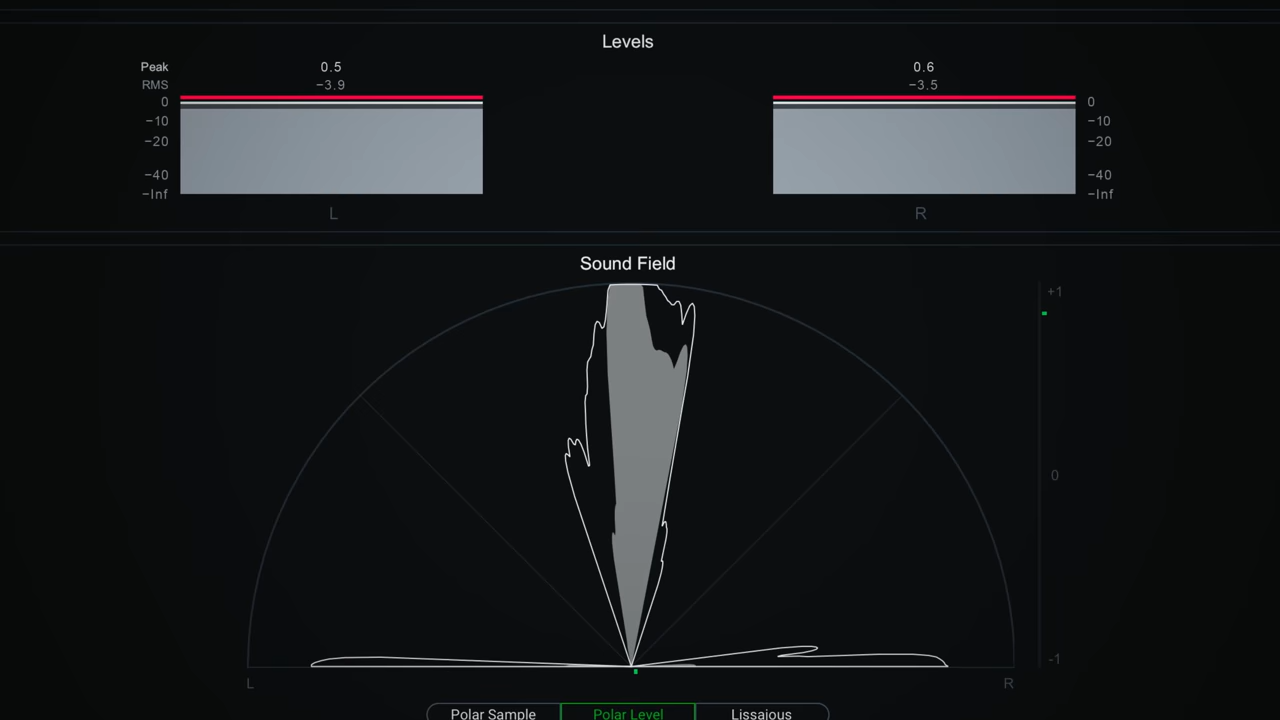 Levels
Peak 0.5 0.6
RMS −3.9 −3.5
0 0
−10 −10
−20 −20
−40 −40
−Inf −Inf
L R
Sound Field
+1
0
-1
L R
Polar Sample Polar Level Lissajous